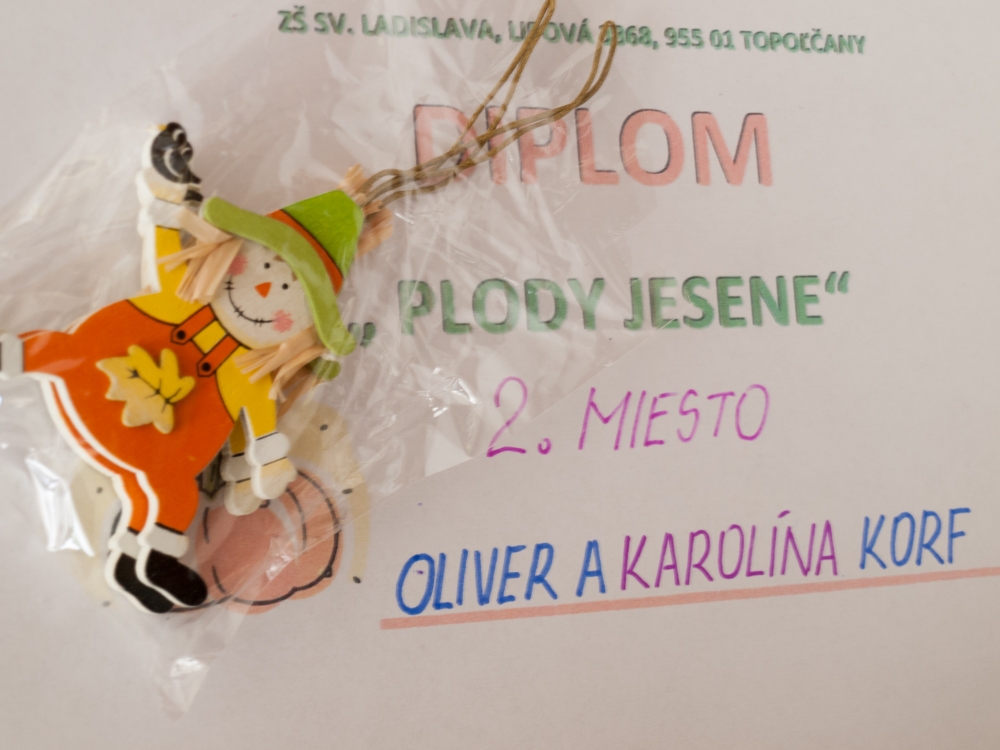 ZŠ SV. LADISLAVA, LIPOVÁ 2868, 955 01 TOPOĽČANY
DIPLOM
„ PLODY JESENE“
2. MIESTO
OLIVER A KAROLÍNA KORF